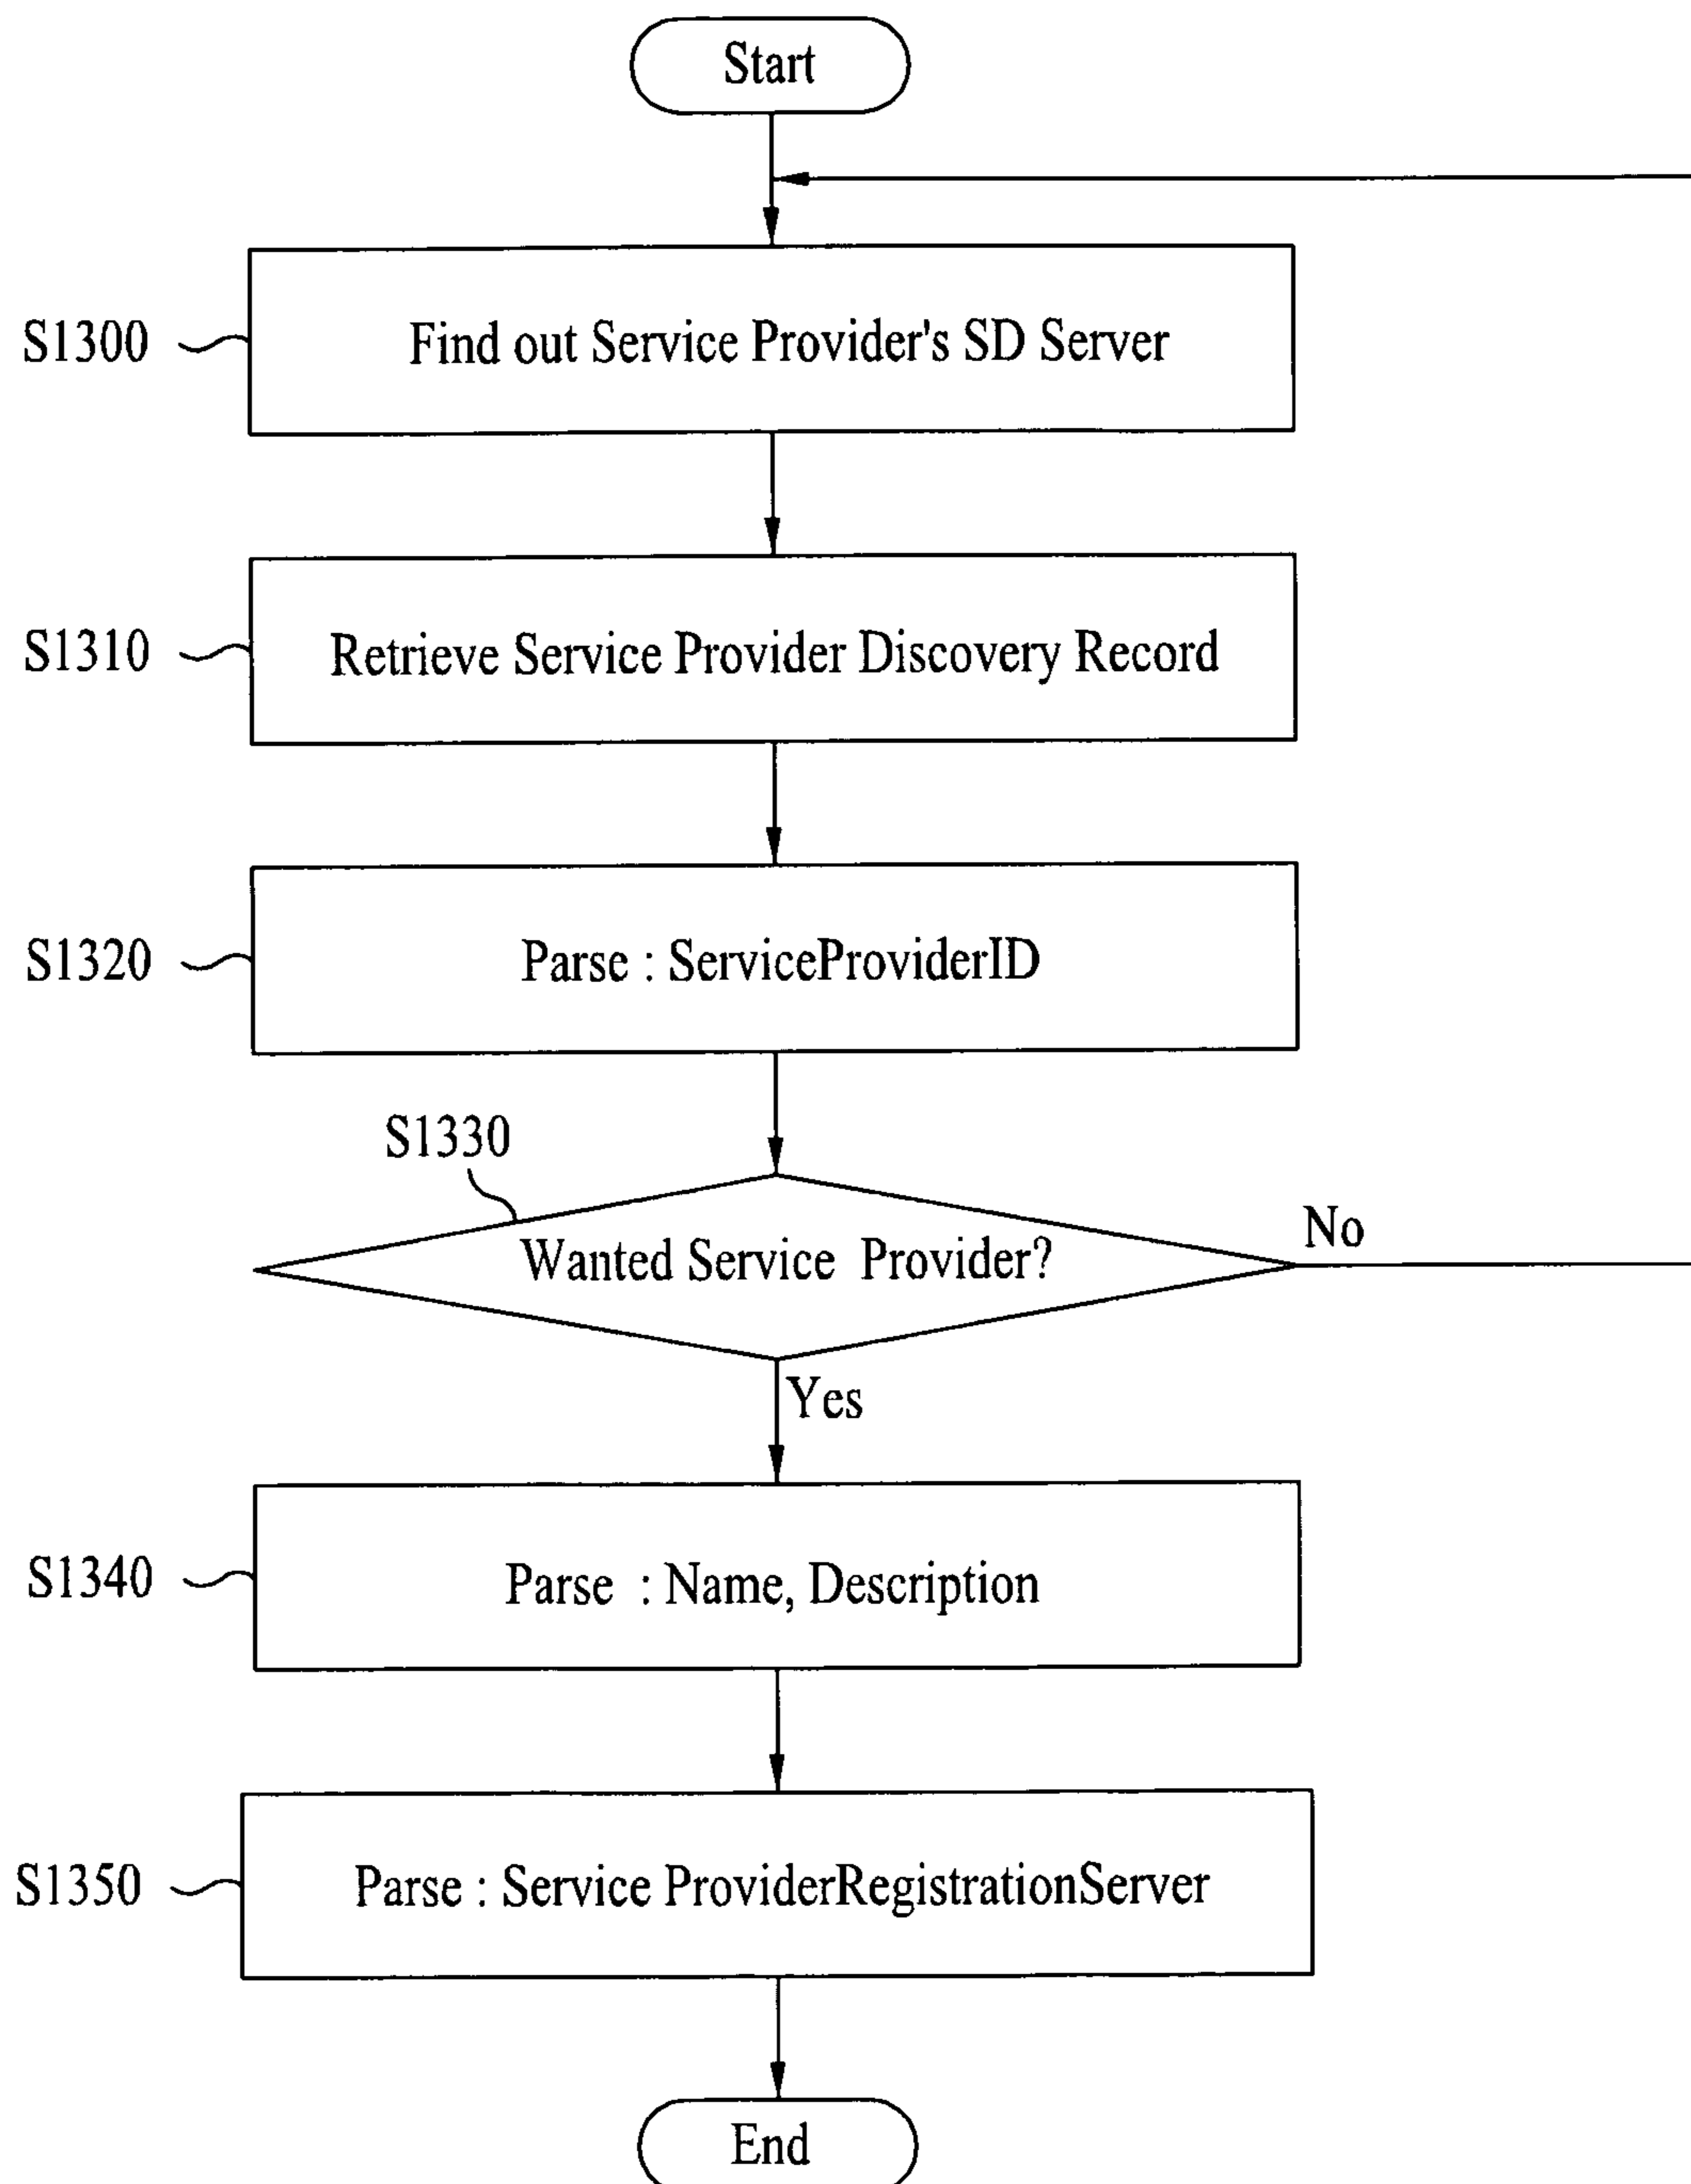 Start
S1300
Find out Service Provider's SD Server
S1310
Retrieve Service Provider Discovery Record
S1320
Parse : ServiceProviderID
S1330
Wanted Service Provider?
No
Yes
S1340
Parse : Name, Description
S1350
Parse : Service ProviderRegistrationServer
End